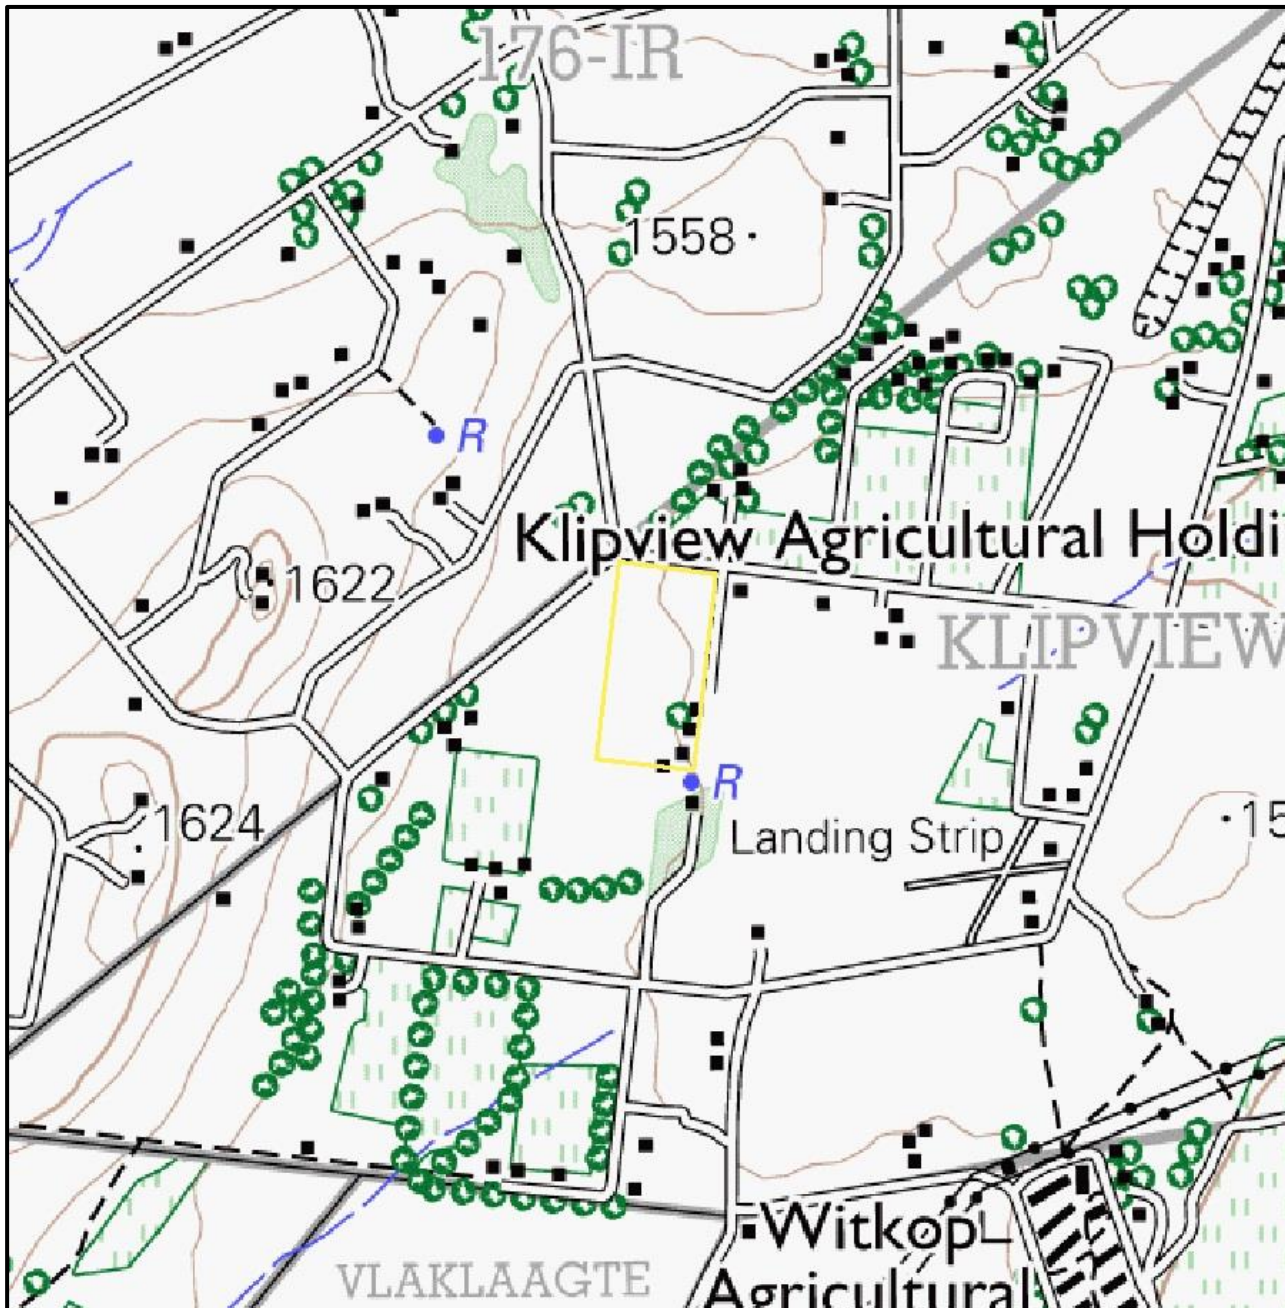 176-IR
1558
R
Klipview Agricultural Holdi
1622
KLIPVIEW
R
1624
Landing Strip
15
Witkop
Agricultural
VLAKLAAGTE